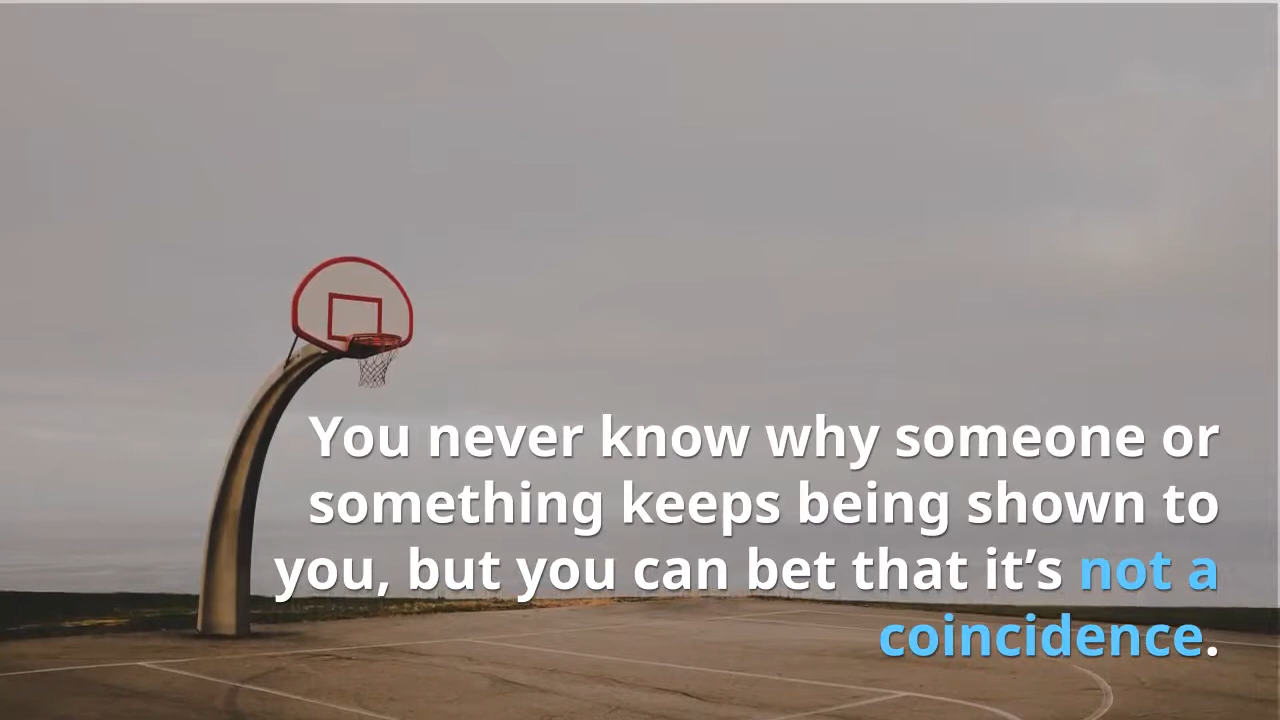 You never know why someone or
something keeps being shown to
you, but you can bet that it’s not a
coincidence.